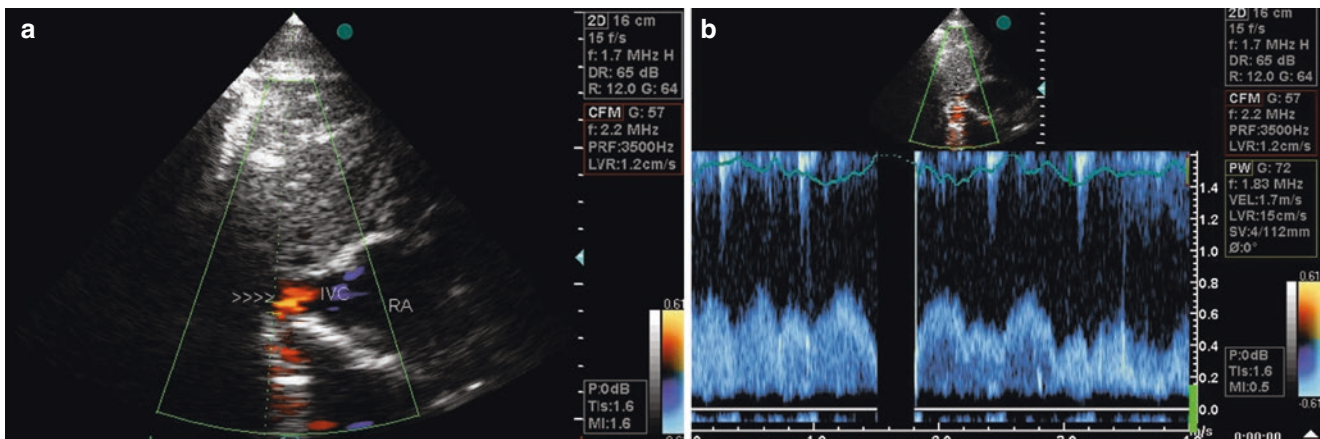 a
2D 16 cm
15 f/s
f: 1.7 MHz H
DR: 65 dB
R: 12.0 G: 64
CFM G: 57
f: 2.2 MHz
PRF:3500Hz
LVR:1.2cm/s
>>>> IVC
RA
0.61
P:0dB
TIs:1.6
MI:1.6
b
2D 16 cm
15 f/s
f: 1.7 MHz H
DR: 65 dB
R: 12.0 G: 64
CFM G: 57
f: 2.2 MHz
PRF:3500Hz
LVR:1.2cm/s
PW G: 72
f: 1.83 MHz
VEL:1.7m/s
LVR:15cm/s
SV:4/112mm
Ø:0°
1.4
1.2
1.0
0.8
0.6
0.4
0.2
0.0
m/s
0.61
-0.61
P:0dB
TIs:1.6
MI:0.5
0:00:00